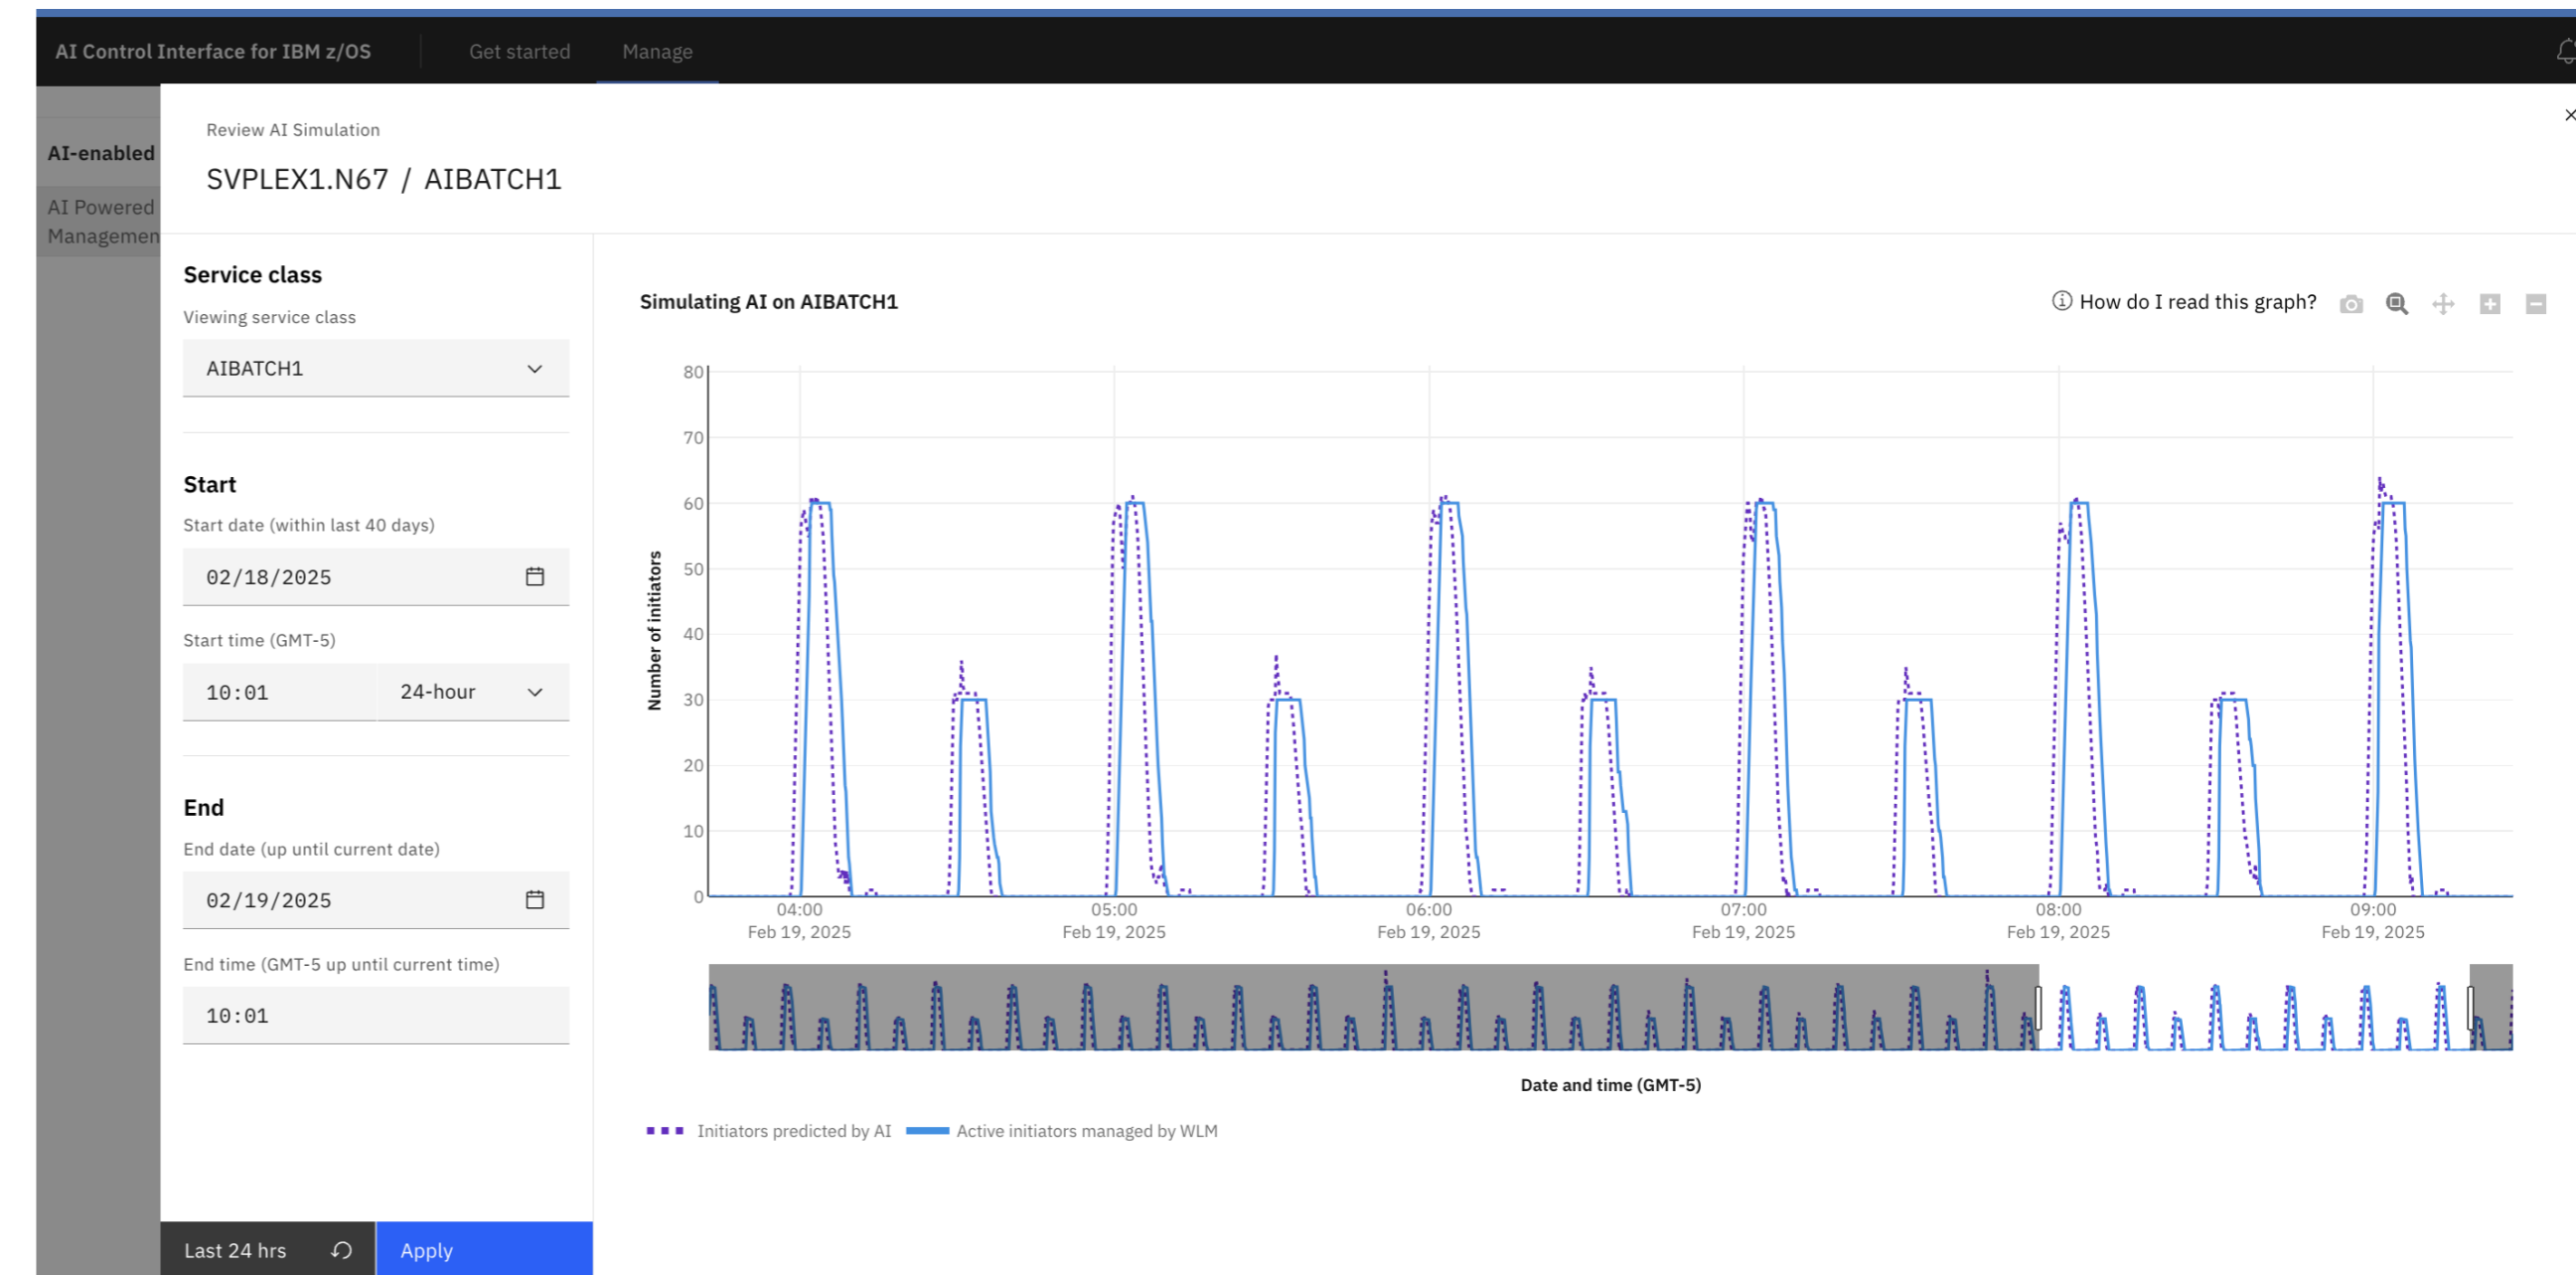 AI Control Interface for IBM z/OS
Get started
Manage
AI-enabled
AI Powered
Managemen
Review AI Simulation
SVPLEX1.N67 / AIBATCH1
Service class
Viewing service class
AIBATCH1
Start
Start date (within last 40 days)
02/18/2025
Start time (GMT-5)
10:01
24-hour
End
End date (up until current date)
02/19/2025
End time (GMT-5 up until current time)
10:01
Last 24 hrs
Apply
Simulating AI on AIBATCH1
How do I read this graph?
Number of initiators
80
70
60
50
40
30
20
10
0
04:00
Feb 19, 2025
05:00
Feb 19, 2025
06:00
Feb 19, 2025
07:00
Feb 19, 2025
08:00
Feb 19, 2025
09:00
Feb 19, 2025
Date and time (GMT-5)
Initiators predicted by AI
Active initiators managed by WLM